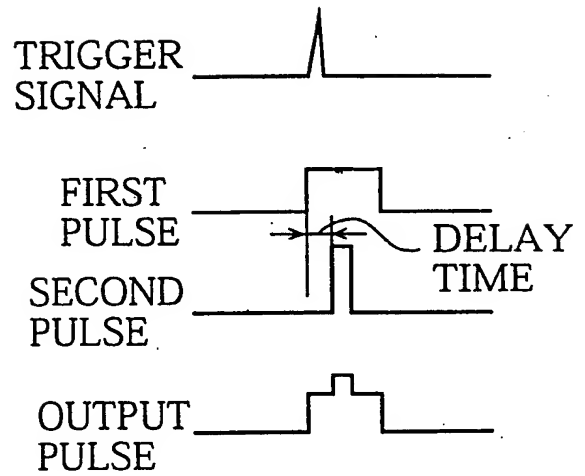 TRIGGER
SIGNAL
FIRST
PULSE
DELAY
TIME
SECOND
PULSE
OUTPUT
PULSE